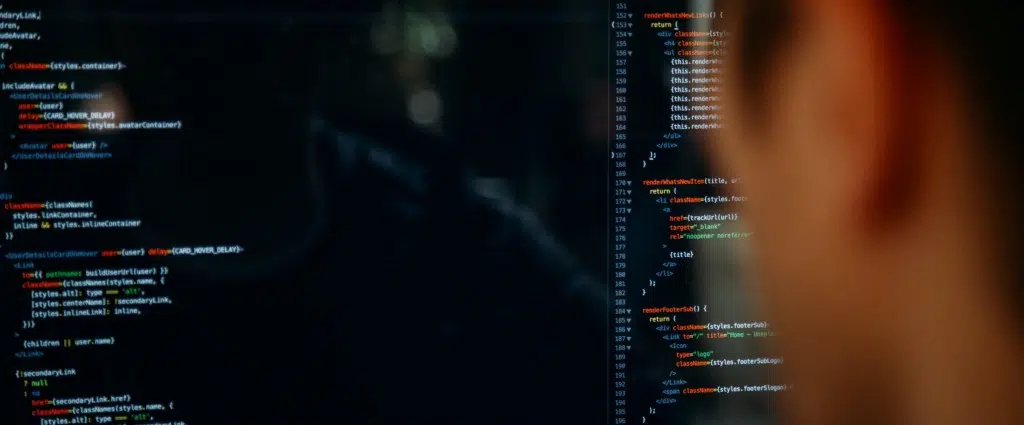 ndaryLink,
dren,
udeAvatar,
ne,
{
className={styles.container}>
includeAvatar && (
<UserDetailsCardOnHover
user={user}
delay={CARD_HOVER_DELAY}
wrapperClassName={styles.avatarContainer}
>
<Avatar user={user} />
</UserDetailsCardOnHover>
)
div
className={classNames(
styles.linkContainer,
inline && styles.inlineContainer
)}
>
<UserDetailsCardOnHover user={user} delay={CARD_HOVER_DELAY}>
<Link
to={{ pathname: buildUserUrl(user) }}
className={classNames(styles.name, {
[styles.alt]: type === 'alt',
[styles.centerName]: !secondaryLink,
[styles.inlineLink]: inline,
})}
>
{children || user.name}
</Link>
{!secondaryLink
? null
: <a
href={secondaryLink.href}
className={classNames(styles.name, {
[styles.alt]: type === 'alt',
151
152 renderWhatsNewLinks() {
153 return (
154 <div className={styles
155 <h4 className={sty
156 <ul className={
157 {this.renderWha
158 {this.renderWha
159 {this.renderWha
160 {this.renderWha
161 {this.renderWha
162 {this.renderWha
163 {this.renderWha
164 {this.renderWha
165 </ul>
166 </div>
167 );
168 }
169
170 renderWhatsNewItem(title, ur
171 return (
172 <li className={styles.foote
173 <a
174 href={trackUrl(url)}
175 target="_blank"
176 rel="noopener noreferrer"
177 >
178 {title}
179 </a>
180 </li>
181 );
182 }
183
184 renderFooterSub() {
185 return (
186 <div className={styles.footerSub}
187 <Link to="/" title="Home –
188 <Icon
189 type="logo"
190 className={styles.footerSubLogo
191 />
192 </Link>
193 <span className={styles.footerSlogan}
194 </div>
195 );
196 }